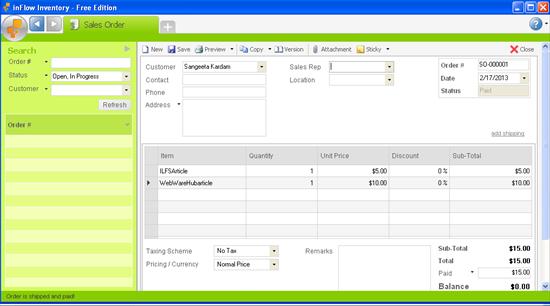 inFlow Inventory - Free Edition
Sales Order
Search
Order #
Status Open, In Progress
Customer
Refresh
Order #
New Save Preview Copy Version Attachment Sticky Close
Customer Sangeeta Kardam
Contact
Phone
Address
Sales Rep
Location
Order # SO-000001
Date 2/17/2013
Status Paid
add shipping
Item Quantity Unit Price Discount Sub-Total
ILFSArticle 1 $5.00 0 % $5.00
WebWareHubarticle 1 $10.00 0 % $10.00
Taxing Scheme No Tax
Pricing / Currency Normal Price
Remarks
Sub-Total $15.00
Total $15.00
Paid $15.00
Balance $0.00
Order is shipped and paid!